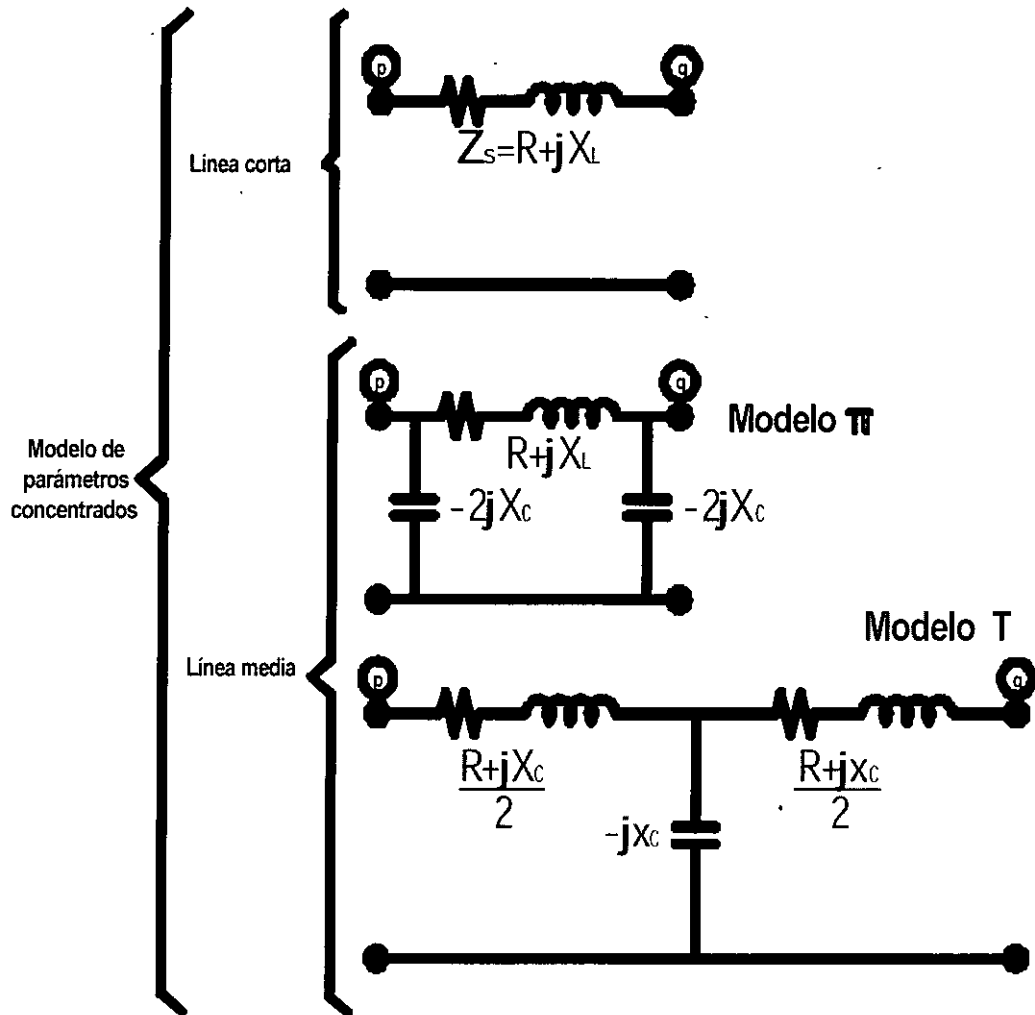 p
q
Zs=R+jXL
Línea corta
p
q
Modelo π
R+jXL
-2jXc
-2jXc
Modelo de
parámetros
concentrados
Modelo T
Línea media
p
q
R+jXc
2
R+jxc
2
-jxc